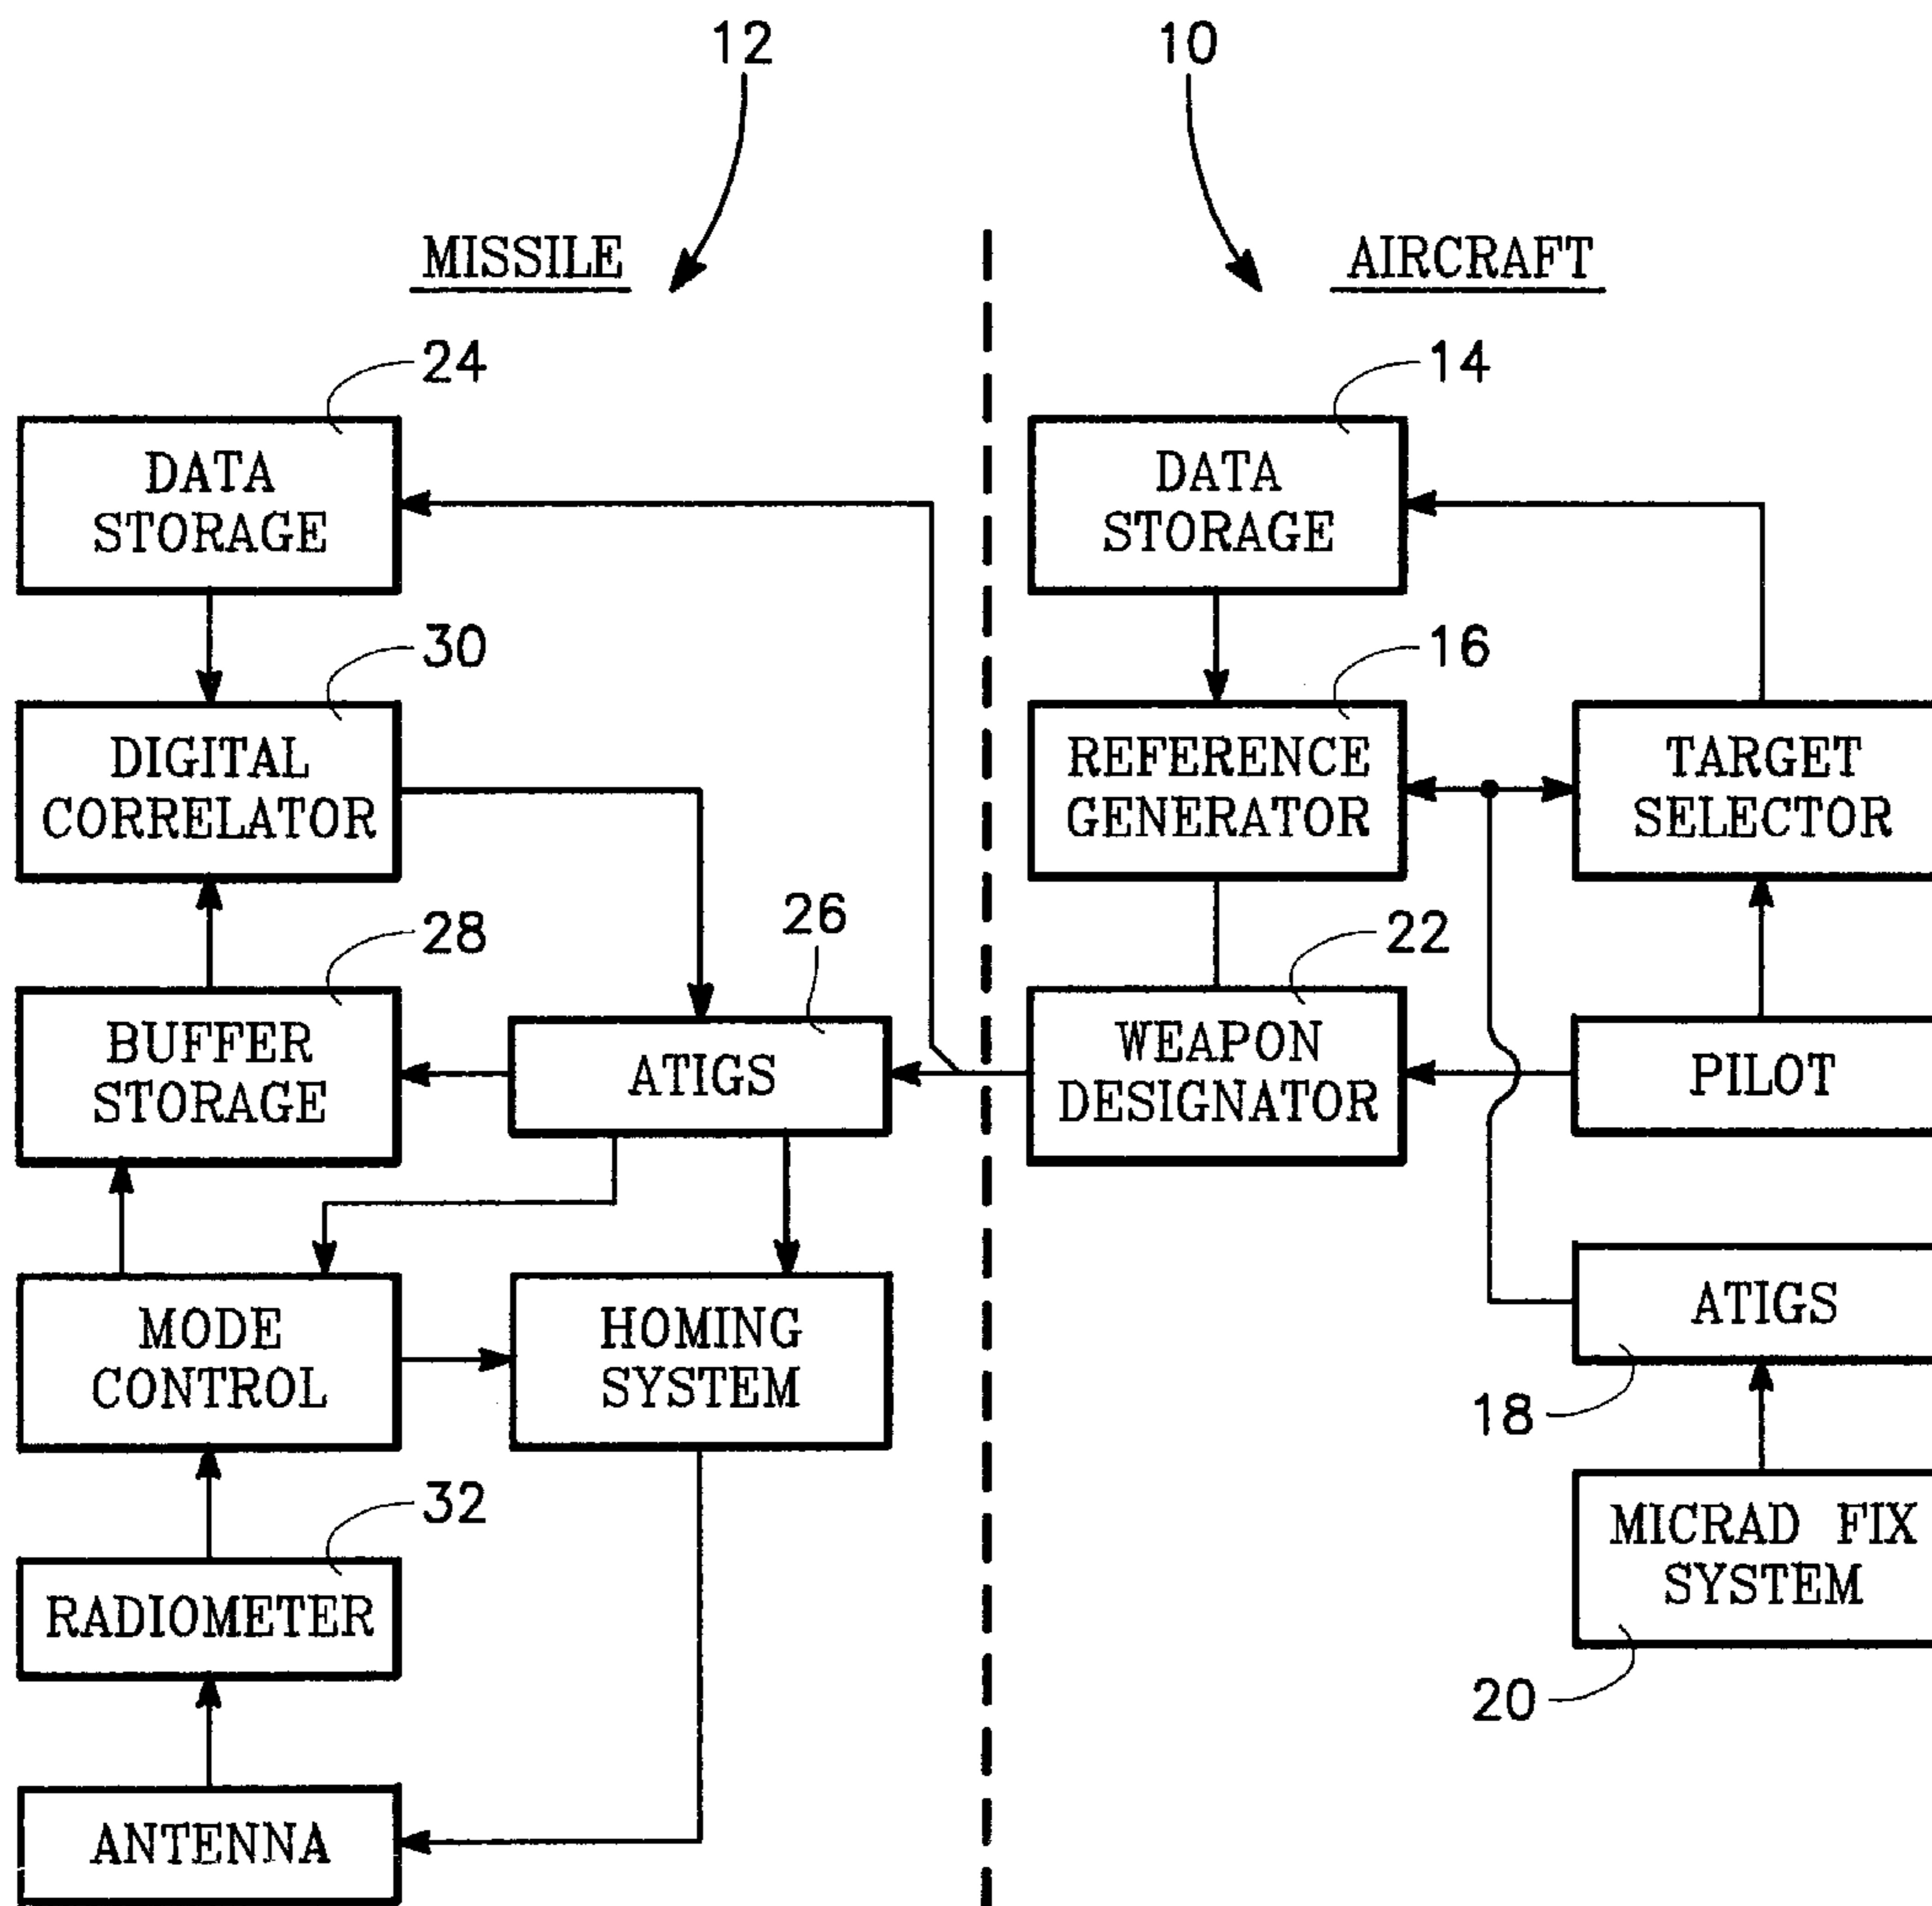 12
10
MISSILE
AIRCRAFT
24
14
DATA
STORAGE
DATA
STORAGE
30
16
DIGITAL
CORRELATOR
REFERENCE
GENERATOR
TARGET
SELECTOR
28
26
22
BUFFER
STORAGE
ATIGS
WEAPON
DESIGNATOR
PILOT
MODE
CONTROL
HOMING
SYSTEM
ATIGS
18
32
RADIOMETER
MICRAD FIX
SYSTEM
20
ANTENNA